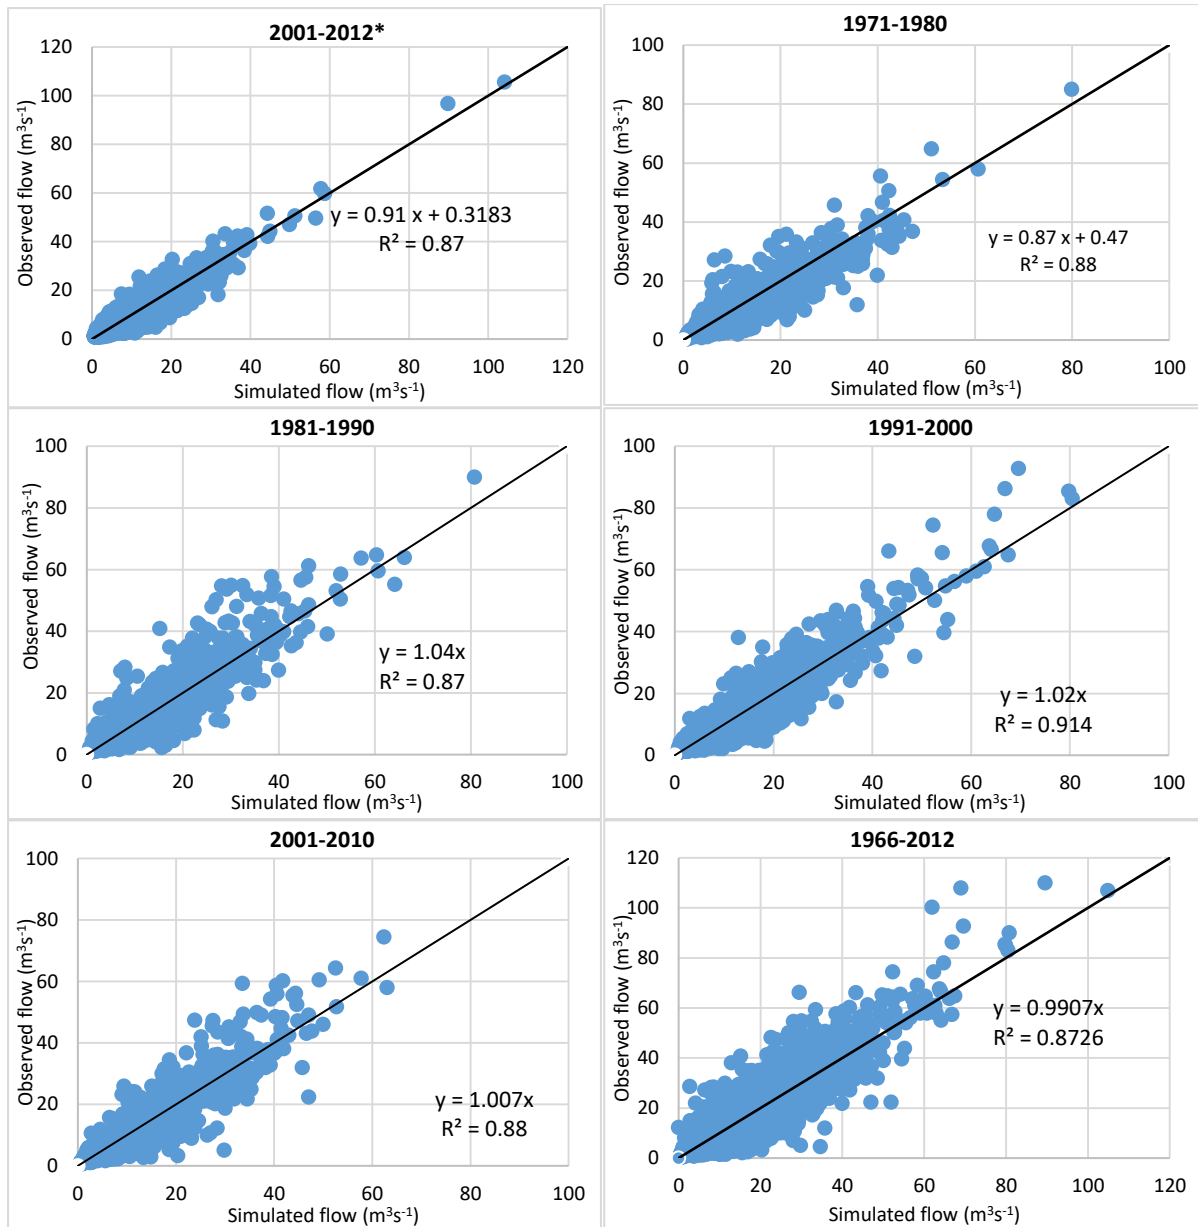 2001-2012*
Observed flow (m³s⁻¹)
120
100
80
60
40
20
0
y = 0.91 x + 0.3183
R² = 0.87
0 20 40 60 80 100 120
Simulated flow (m³s⁻¹)
1971-1980
Observed flow (m³s⁻¹)
100
80
60
40
20
0
y = 0.87 x + 0.47
R² = 0.88
0 20 40 60 80 100
Simulated flow (m³s⁻¹)
1981-1990
Observed flow (m³s⁻¹)
100
80
60
40
20
0
y = 1.04x
R² = 0.87
0 20 40 60 80 100
Simulated flow (m³s⁻¹)
1991-2000
Observed flow (m³s⁻¹)
100
80
60
40
20
0
y = 1.02x
R² = 0.914
0 20 40 60 80 100
Simulated flow (m³s⁻¹)
2001-2010
Observed flow (m³s⁻¹)
100
80
60
40
20
0
y = 1.007x
R² = 0.88
0 20 40 60 80 100
Simulated flow (m³s⁻¹)
1966-2012
Observed flow (m³s⁻¹)
120
100
80
60
40
20
0
y = 0.9907x
R² = 0.8726
0 20 40 60 80 100 120
Simulated flow (m³s⁻¹)